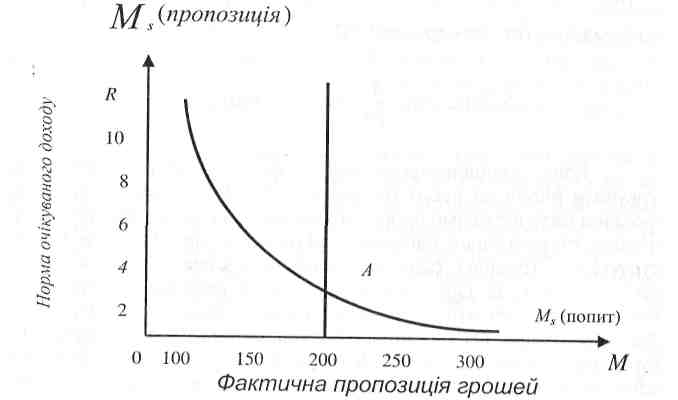 M s (пропозиція)
Норма очікуваного доходу
R
10
8
6
4
2
A
Ms (попит)
0 100 150 200 250 300 M
Фактична пропозиція грошей